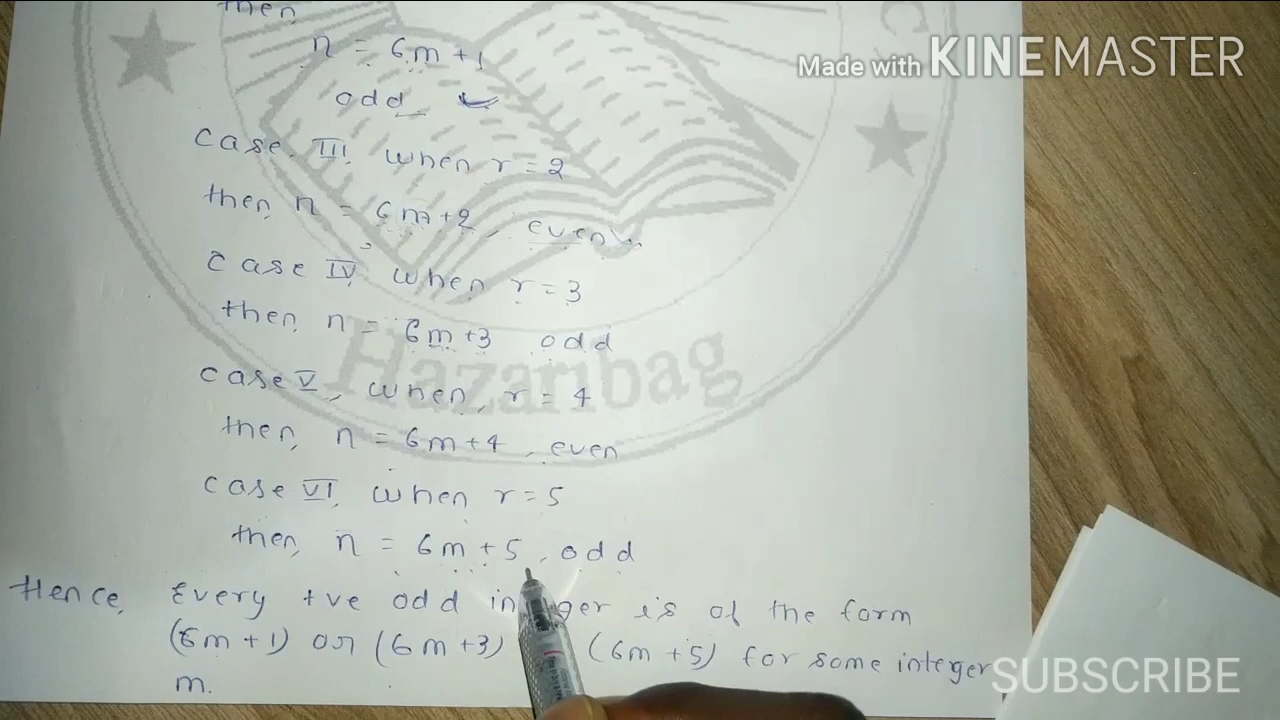 then,
n = 6m+1
odd
Made with KINEMASTER
Case III, when r=2
then, n = 6m+2, even
Case IV, when r=3
then, n = 6m+3 odd
Hazaribag
Case V, when, r = 4
then, n = 6m+4, even
Case VI, when r=5
then, n = 6m+5, odd
Hence, Every +ve odd integer is of the form
(6m+1) or (6m+3) (6m+5) for some integer
m.
SUBSCRIBE